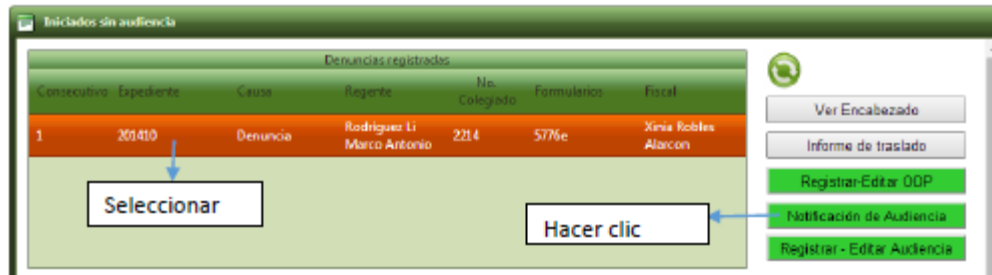 Iniciados sin audiencia
Denuncias registradas
Consecutivo Expediente Causa Regente No. Colegiado Formularios Fiscal
1 201410 Denuncia Rodriguez Li Marco Antonio 2214 5776e Xinia Robles Alarcon
Ver Encabezado
Informe de traslado
Registrar-Editar ODP
Notificación de Audiencia
Registrar - Editar Audiencia
Seleccionar
Hacer clic